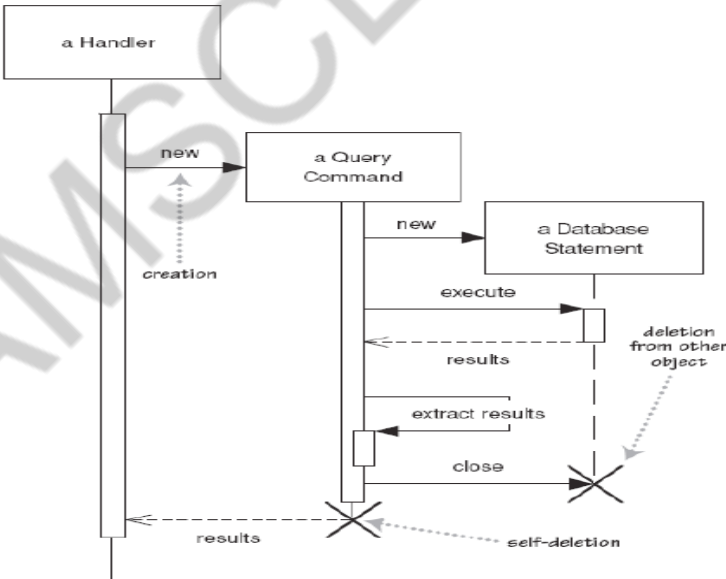 a Handler
new
a Query
Command
creation
new
a Database
Statement
execute
deletion
from other
object
results
extract results
close
results
self-deletion